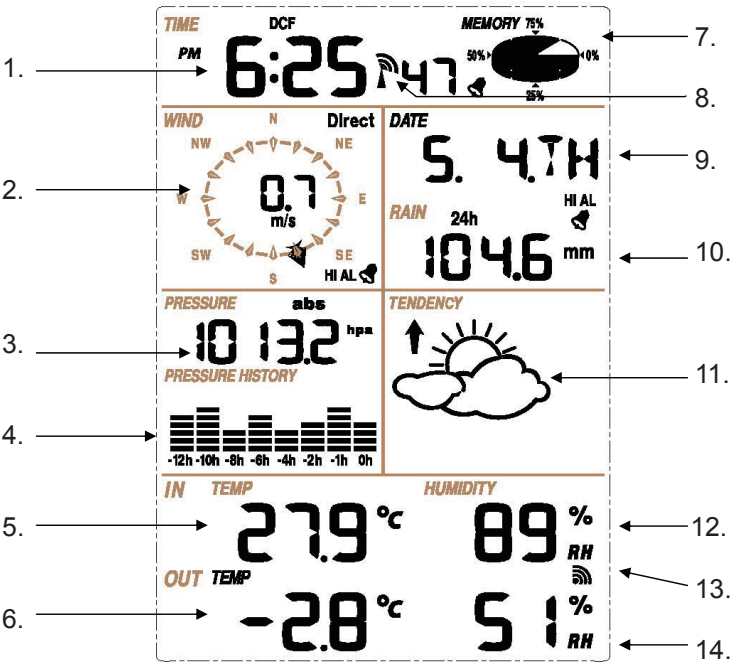 TIME DCF MEMORY 75%
7.
PM 6:25 47 50% 0%
1.
25%
8.
WIND N Direct DATE
NW NE
5. 4.TH
9.
2.
W 0.7 E
m/s
HI AL
RAIN 24h
SW SE
104.6 mm
10.
S HI AL
PRESSURE abs TENDENCY
3.
1013.2 hpa
PRESSURE HISTORY
11.
4.
-12h -10h -8h -6h -4h -2h -1h 0h
IN TEMP HUMIDITY
5.
27.9 °C 89 % RH
12.
OUT TEMP
13.
6.
-2.8 °C 51 % RH
14.